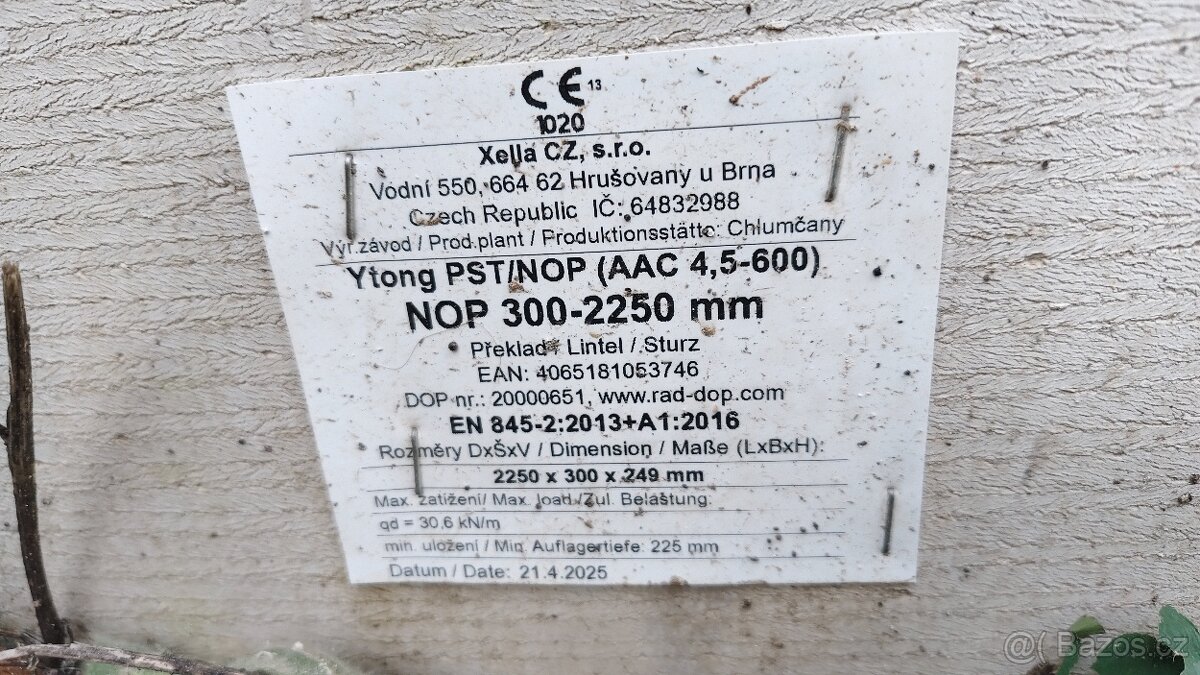 CE 13
1020
Xella CZ, s.r.o.
Vodní 550, 664 62 Hrušovany u Brna
Czech Republic IČ: 64832988
Výr.závod / Prod.plant / Produktionsstätte: Chlumčany
Ytong PST/NOP (AAC 4,5-600)
NOP 300-2250 mm
Překlad / Lintel / Sturz
EAN: 4065181053746
DOP nr.: 20000651, www.rad-dop.com
EN 845-2:2013+A1:2016
Rozměry DxŠxV / Dimension / Maße (LxBxH):
2250 x 300 x 249 mm
Max. zatížení/ Max. load /Zul. Belastung:
qd = 30,6 kN/m
min. uložení / Min. Auflagertiefe: 225 mm
Datum / Date: 21.4.2025
@( Bazos.cz